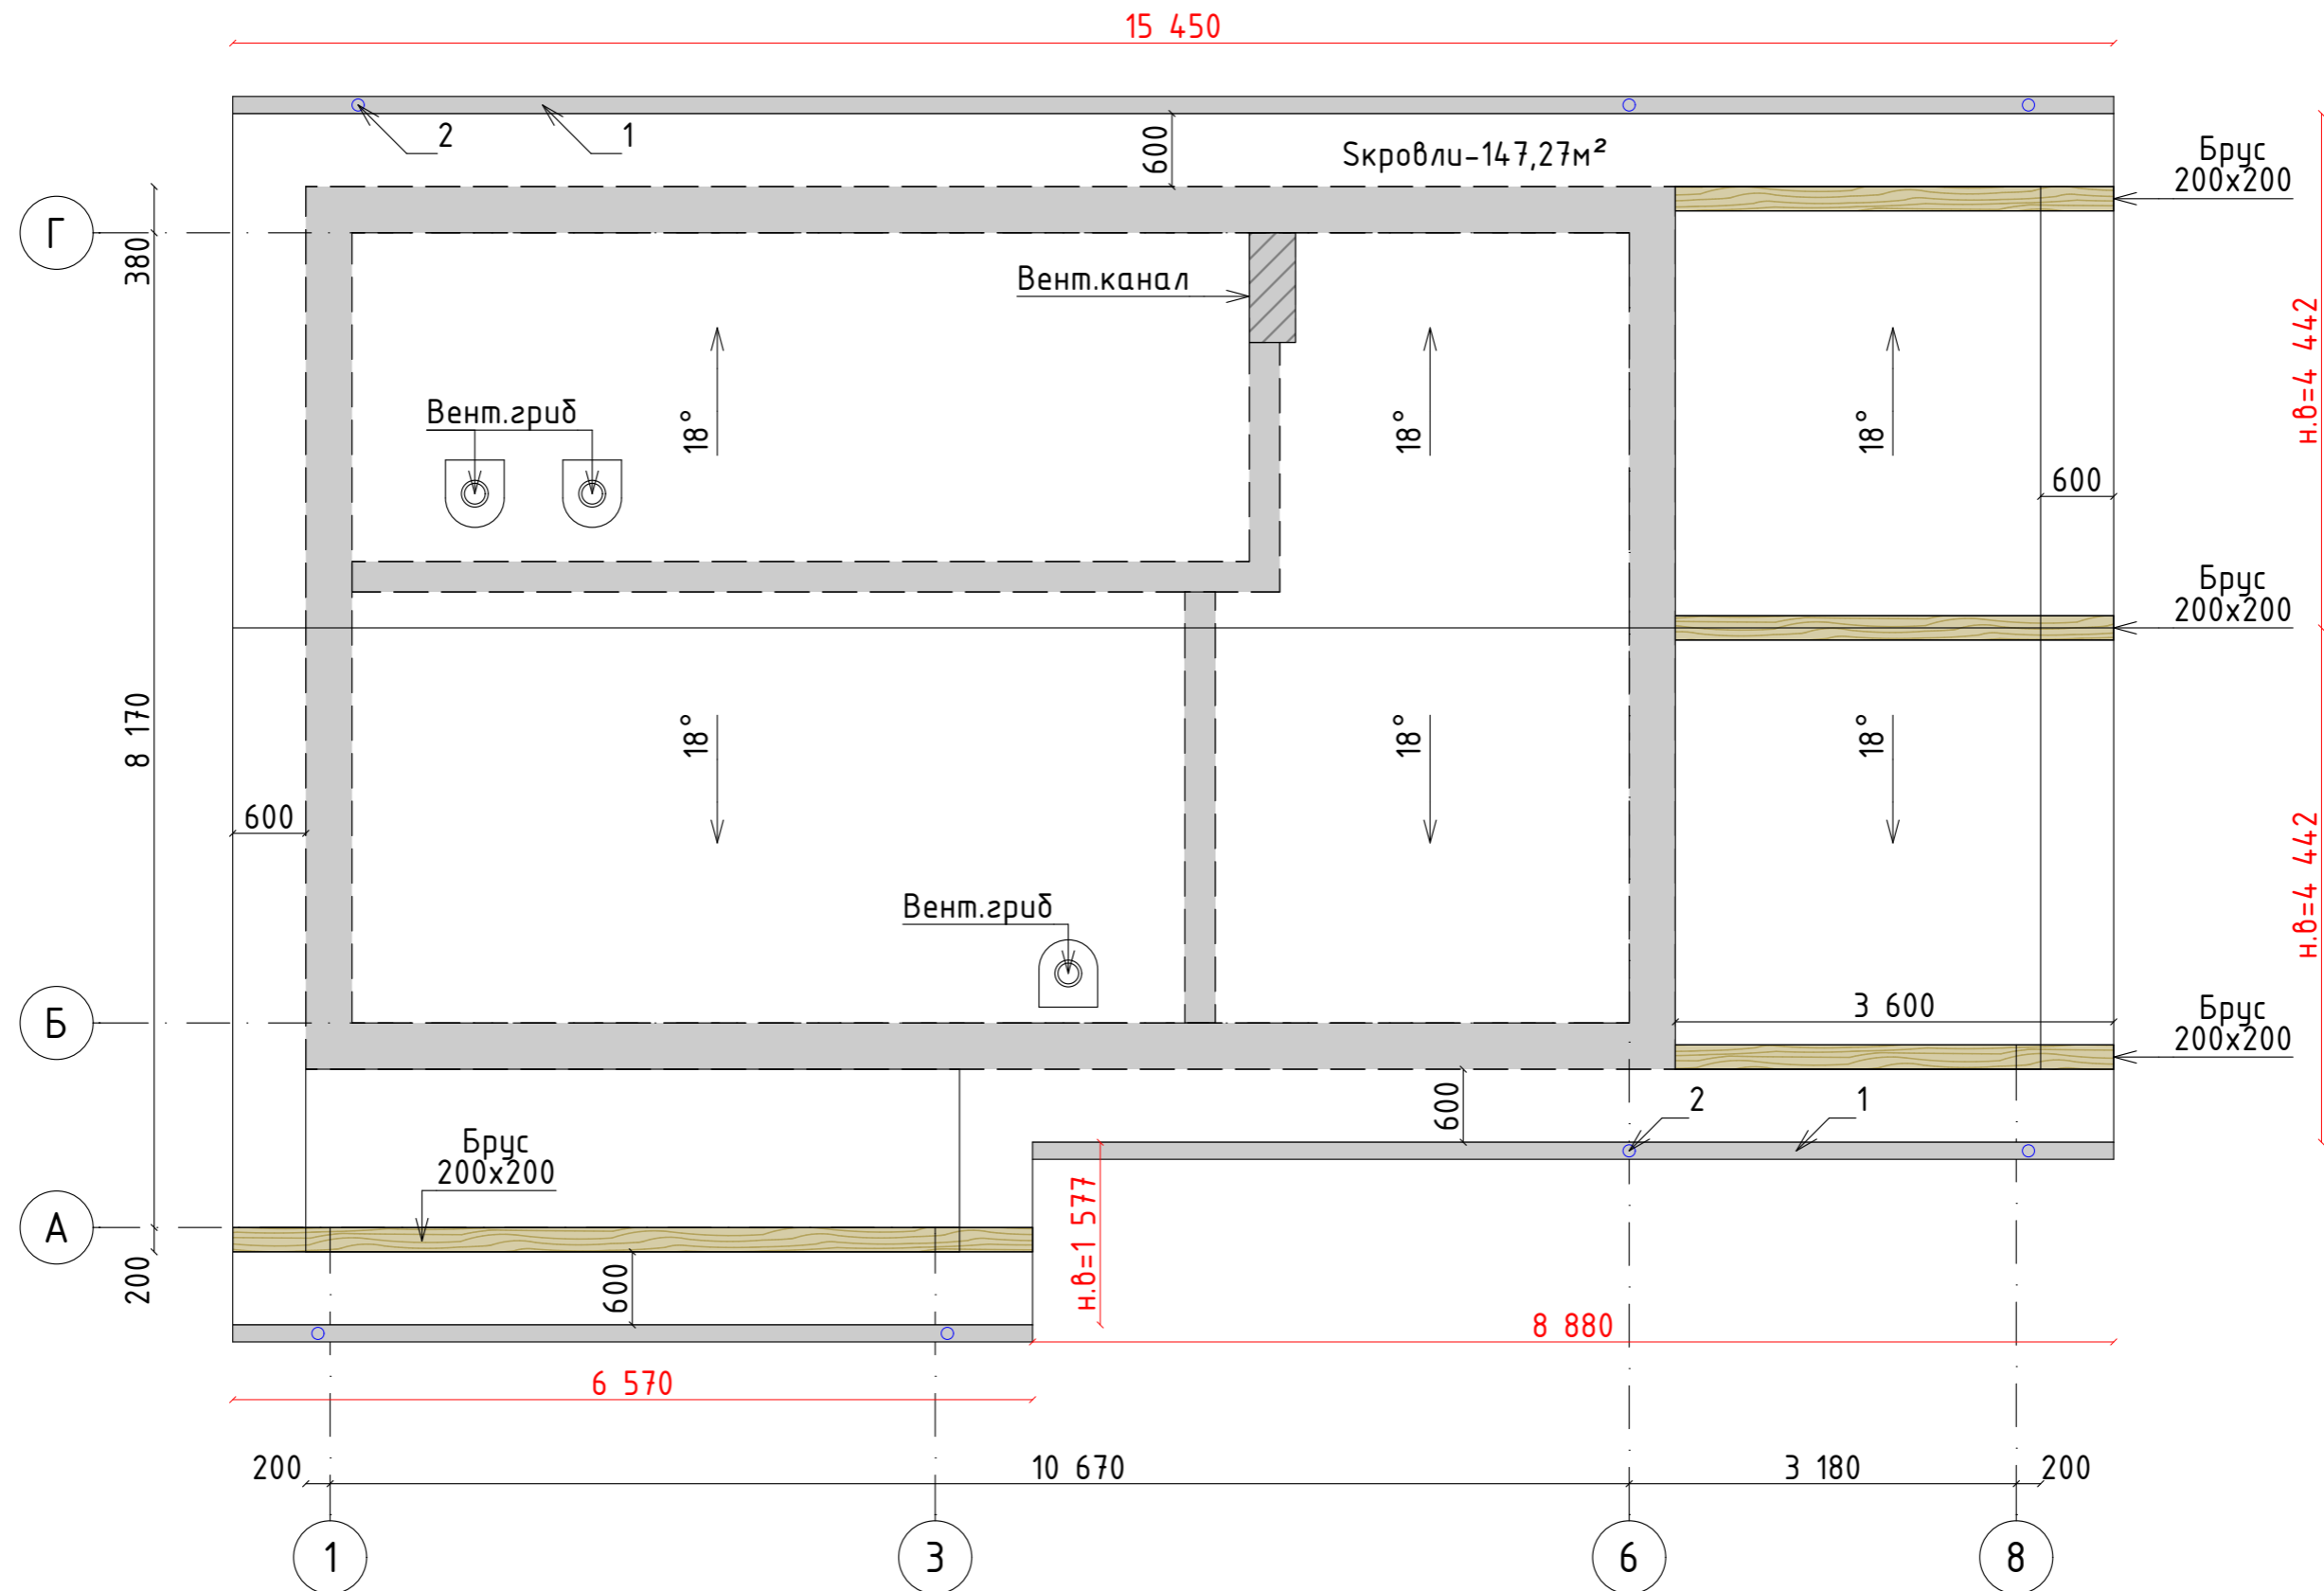 15 450
2
1
600
Sкровли-147,27м²
Брус
200х200
Г
380
Вент.канал
н.в=4 442
Вент.гриб
18°
18°
18°
600
Брус
200х200
8 170
18°
18°
18°
600
н.в=4 442
Вент.гриб
3 600
Б
Брус
200х200
600
2
1
Брус
200х200
А
н.в=1 577
200
600
8 880
6 570
200
10 670
3 180
200
1
3
6
8